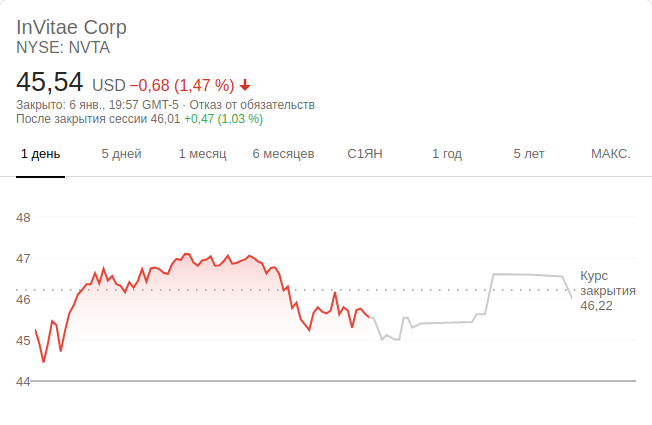 InVitae Corp
NYSE: NVTA
45,54 USD −0,68 (1,47 %)
Закрыто: 6 янв., 19:57 GMT-5 · Отказ от обязательств
После закрытия сессии 46,01 +0,47 (1,03 %)
1 день 5 дней 1 месяц 6 месяцев С1ЯН 1 год 5 лет МАКС.
48
47
46
45
44
Курс
закрытия
46,22